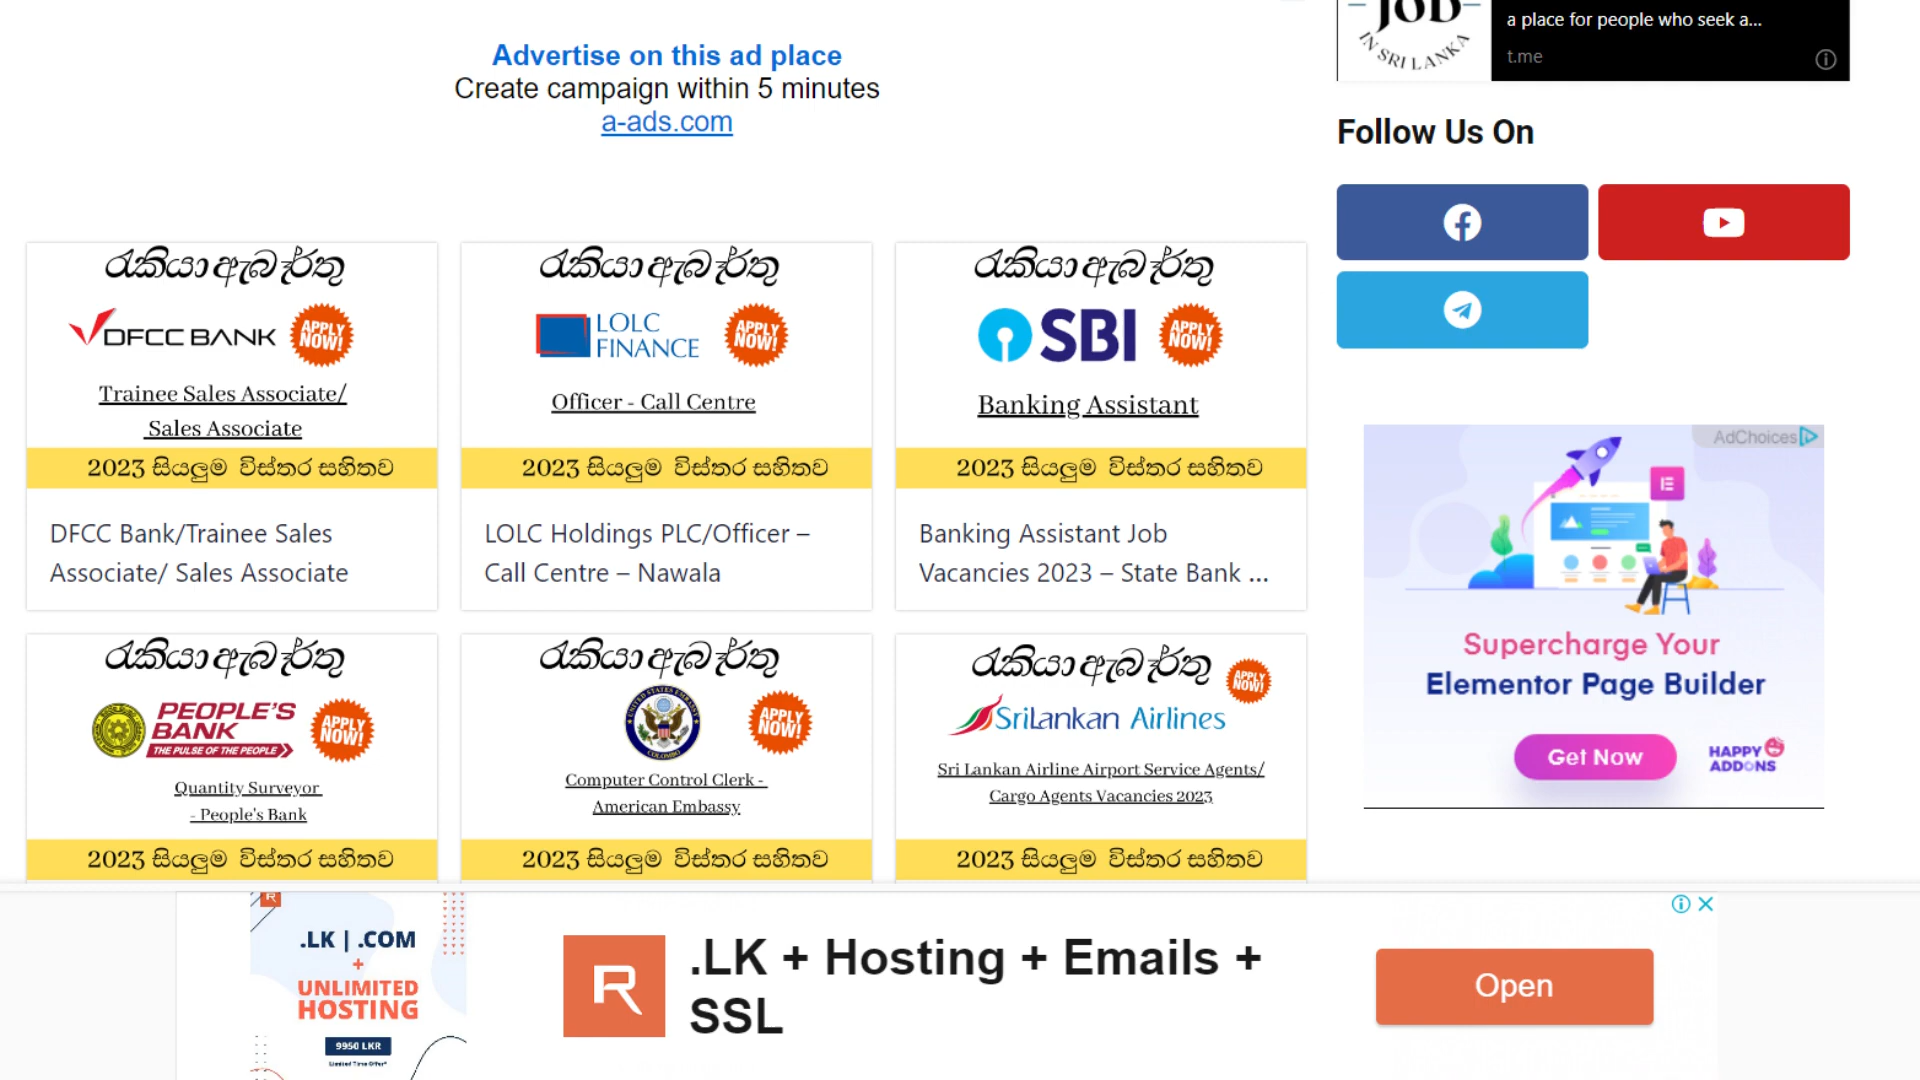 JOB
IN SRI LANKA
a place for people who seek a...
t.me
Advertise on this ad place
Create campaign within 5 minutes
a-ads.com
Follow Us On
රැකියා ඇබෑර්තු
DFCC BANK
APPLY NOW!
Trainee Sales Associate/
Sales Associate
2023 සියලුම විස්තර සහිතව
DFCC Bank/Trainee Sales
Associate/ Sales Associate
රැකියා ඇබෑර්තු
LOLC
FINANCE
APPLY NOW!
Officer - Call Centre
2023 සියලුම විස්තර සහිතව
LOLC Holdings PLC/Officer –
Call Centre – Nawala
රැකියා ඇබෑර්තු
SBI
APPLY NOW!
Banking Assistant
2023 සියලුම විස්තර සහිතව
Banking Assistant Job
Vacancies 2023 – State Bank ...
රැකියා ඇබෑර්තු
PEOPLE'S
BANK
THE PULSE OF THE PEOPLE
APPLY NOW!
Quantity Surveyor
- People's Bank
2023 සියලුම විස්තර සහිතව
රැකියා ඇබෑර්තු
UNITED STATES EMBASSY
COLOMBO
APPLY NOW!
Computer Control Clerk -
American Embassy
2023 සියලුම විස්තර සහිතව
රැකියා ඇබෑර්තු
APPLY NOW!
SriLankan Airlines
Sri Lankan Airline Airport Service Agents/
Cargo Agents Vacancies 2023
2023 සියලුම විස්තර සහිතව
AdChoices
Supercharge Your
Elementor Page Builder
Get Now
HAPPY
ADDONS
.LK | .COM
+
UNLIMITED
HOSTING
9950 LKR
Limited Time Offer*
R
.LK + Hosting + Emails +
SSL
Open